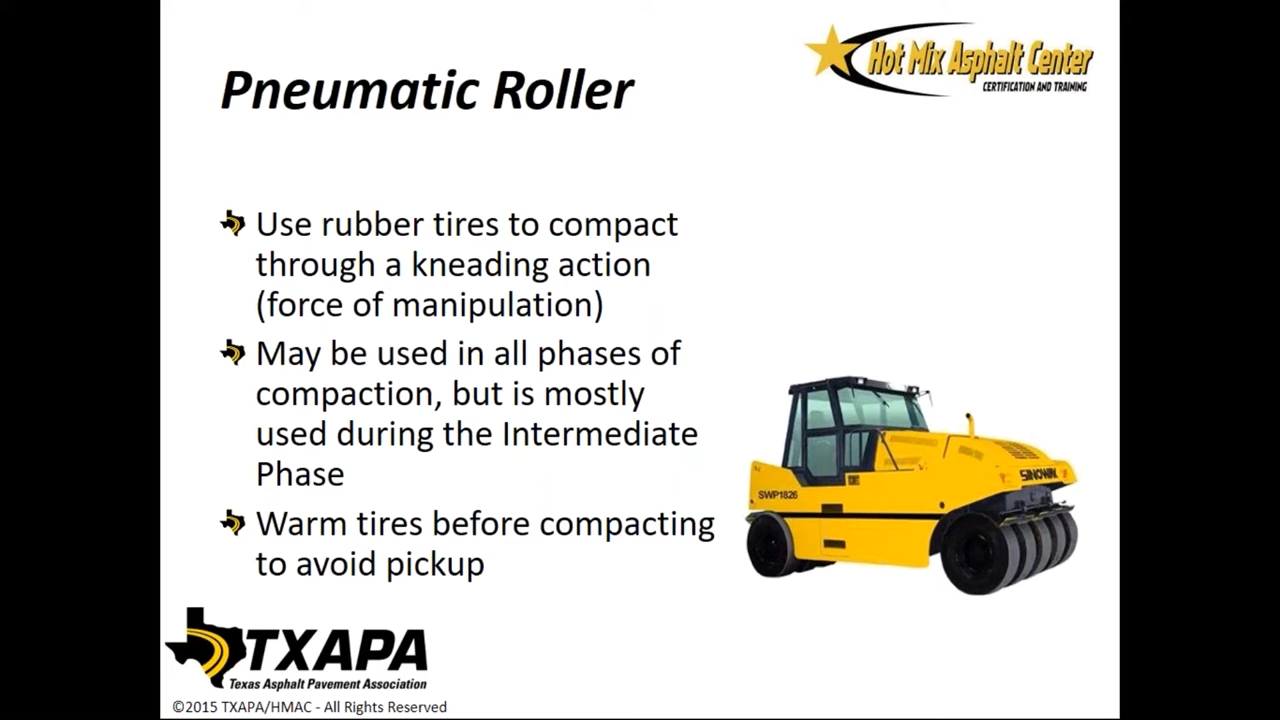 Hot Mix Asphalt Center
CERTIFICATION AND TRAINING
Pneumatic Roller
Use rubber tires to compact
through a kneading action
(force of manipulation)
May be used in all phases of
compaction, but is mostly
used during the Intermediate
Phase
Warm tires before compacting
to avoid pickup
SINOWAY
SWP1826
TXAPA
Texas Asphalt Pavement Association
©2015 TXAPA/HMAC - All Rights Reserved